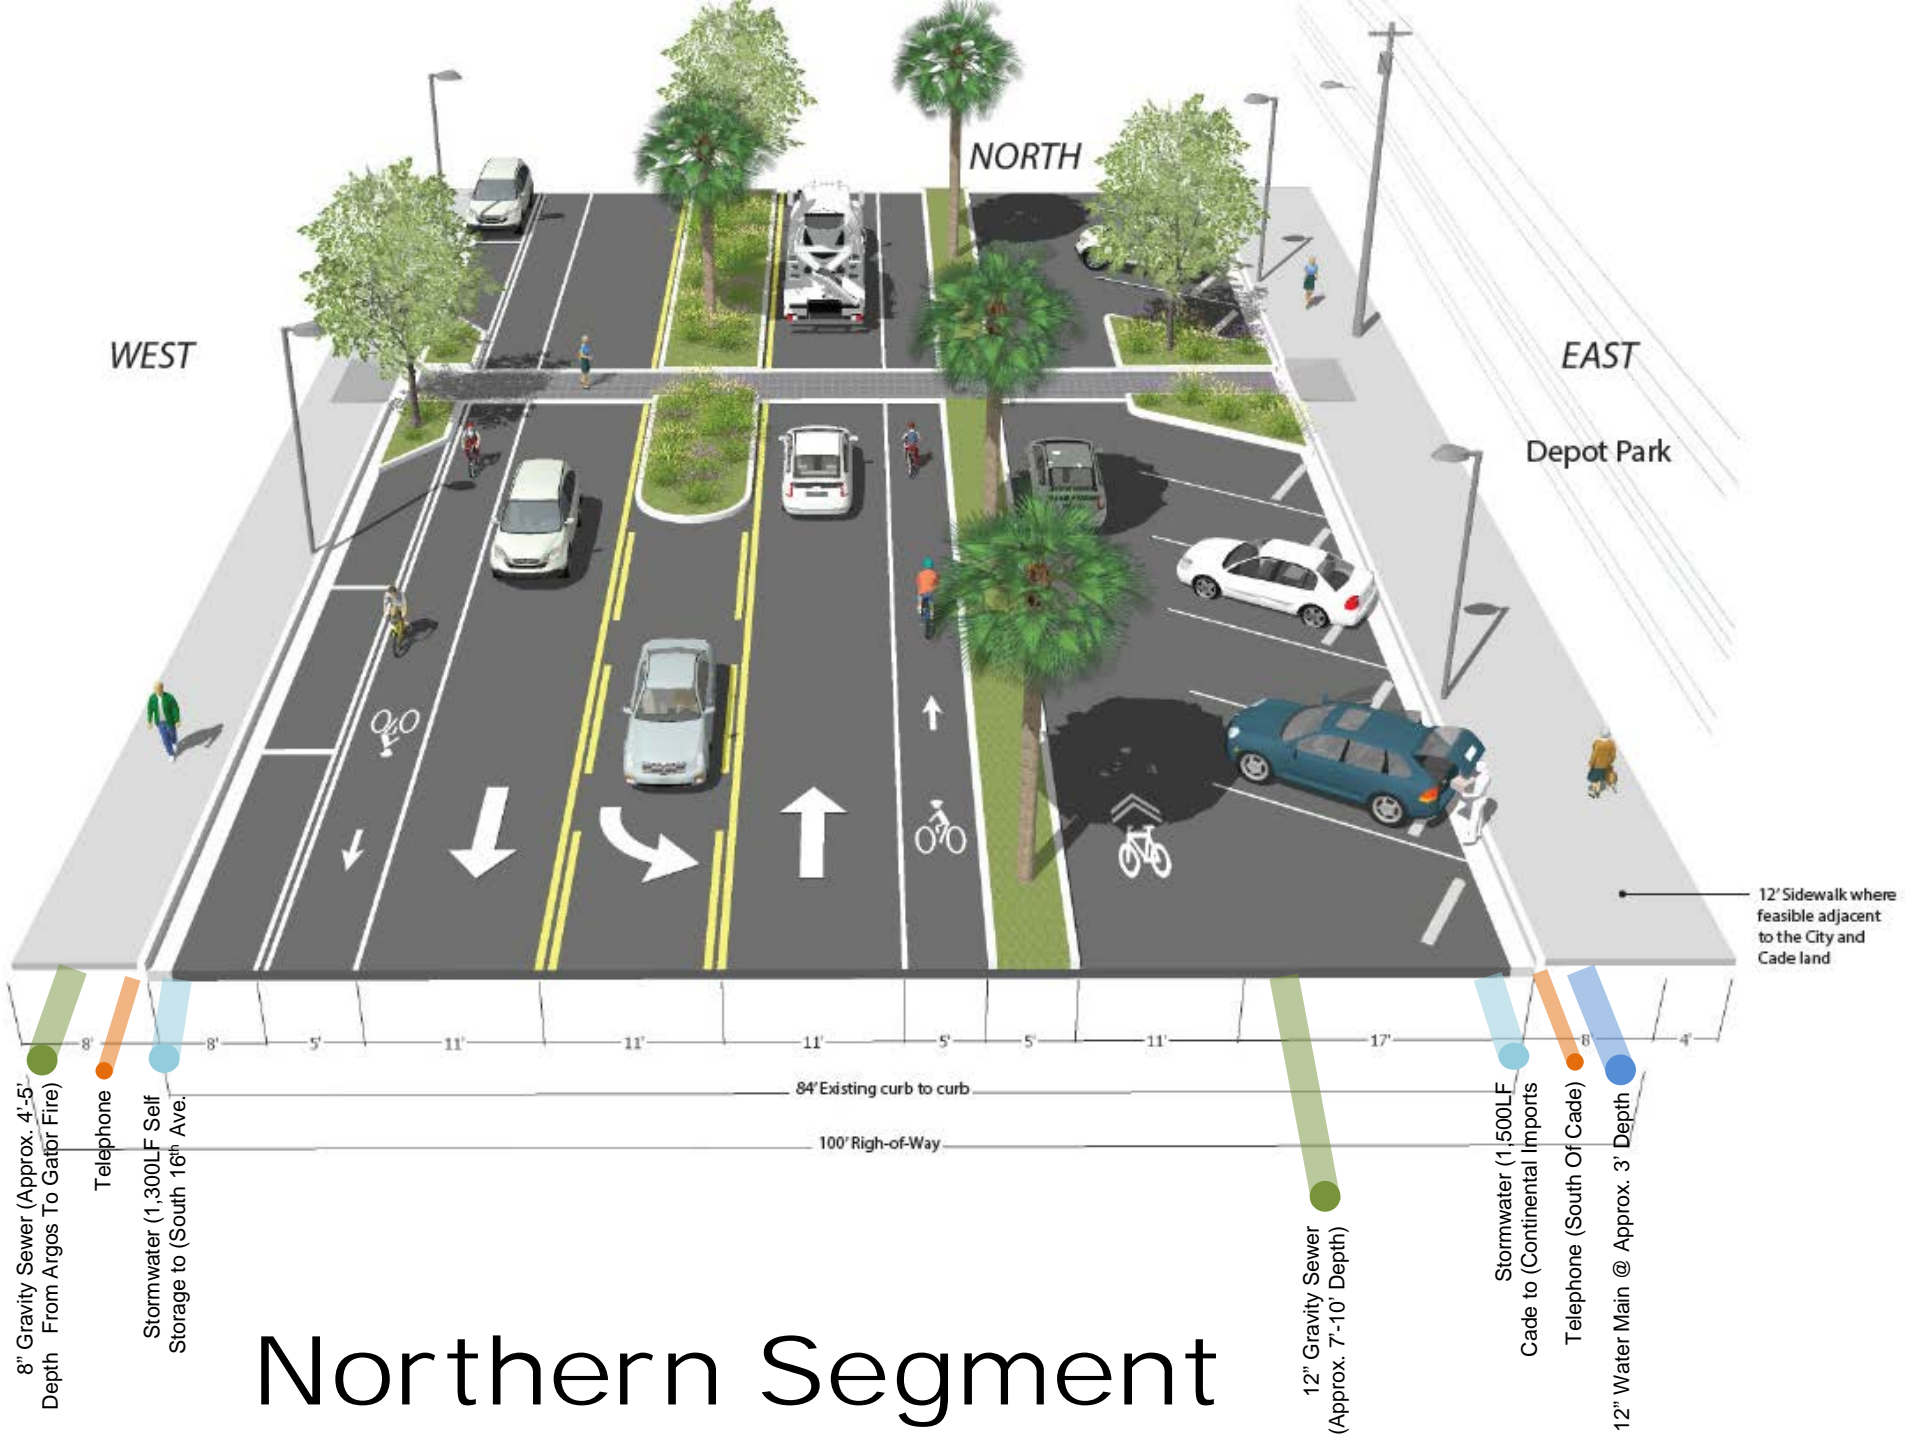 NORTH
WEST
EAST
Depot Park
12' Sidewalk where
feasible adjacent
to the City and
Cade land
8'
8'
5'
11'
11'
11'
5'
5'
11'
17'
8'
4'
84' Existing curb to curb
100' Righ-of-Way
8" Gravity Sewer (Approx. 4'-5'
Depth From Argos To Gator Fire)
Telephone
Stormwater (1,300LF Self
Storage to (South 16th Ave.
12" Gravity Sewer
(Approx. 7'-10' Depth)
Stormwater (1,500LF
Cade to (Continental Imports
Telephone (South Of Cade)
12" Water Main @ Approx. 3' Depth
Northern Segment